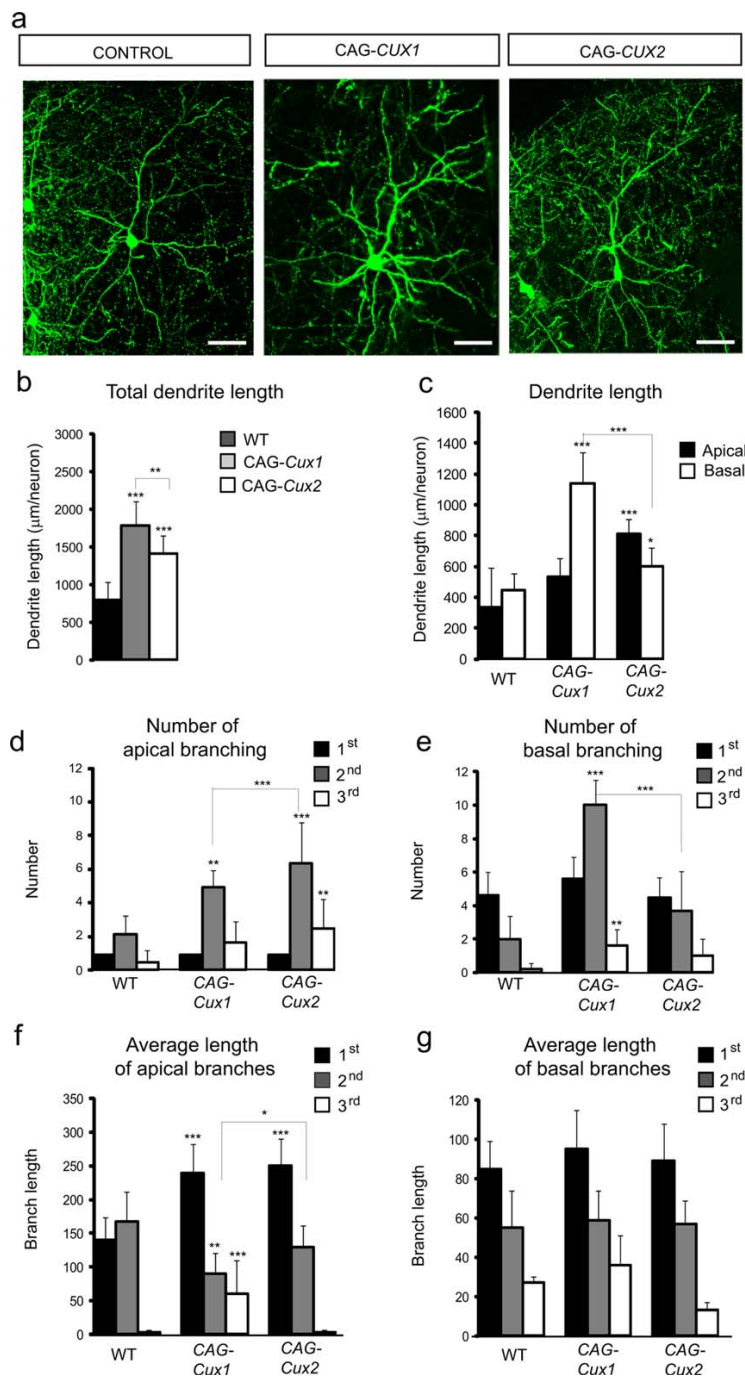 a
CONTROL
CAG-CUX1
CAG-CUX2
b
Total dendrite length
Dendrite length (µm/neuron)
3000
2500
2000
1500
1000
500
0
***
**
***
WT
CAG-Cux1
CAG-Cux2
c
Dendrite length
Dendrite length (µm/neuron)
1600
1400
1200
1000
800
600
400
200
0
***
***
***
*
Apical
Basal
WT
CAG-
Cux1
CAG-
Cux2
d
Number of
apical branching
Number
12
10
8
6
4
2
0
**
***
***
**
1st
2nd
3rd
WT
CAG-
Cux1
CAG-
Cux2
e
Number of
basal branching
Number
12
10
8
6
4
2
0
***
**
***
1st
2nd
3rd
WT
CAG-
Cux1
CAG-
Cux2
f
Average length
of apical branches
Branch length
350
300
250
200
150
100
50
0
***
**
***
*
***
1st
2nd
3rd
WT
CAG-
Cux1
CAG-
Cux2
g
Average length
of basal branches
Branch length
120
100
80
60
40
20
0
1st
2nd
3rd
WT
CAG-
Cux1
CAG-
Cux2